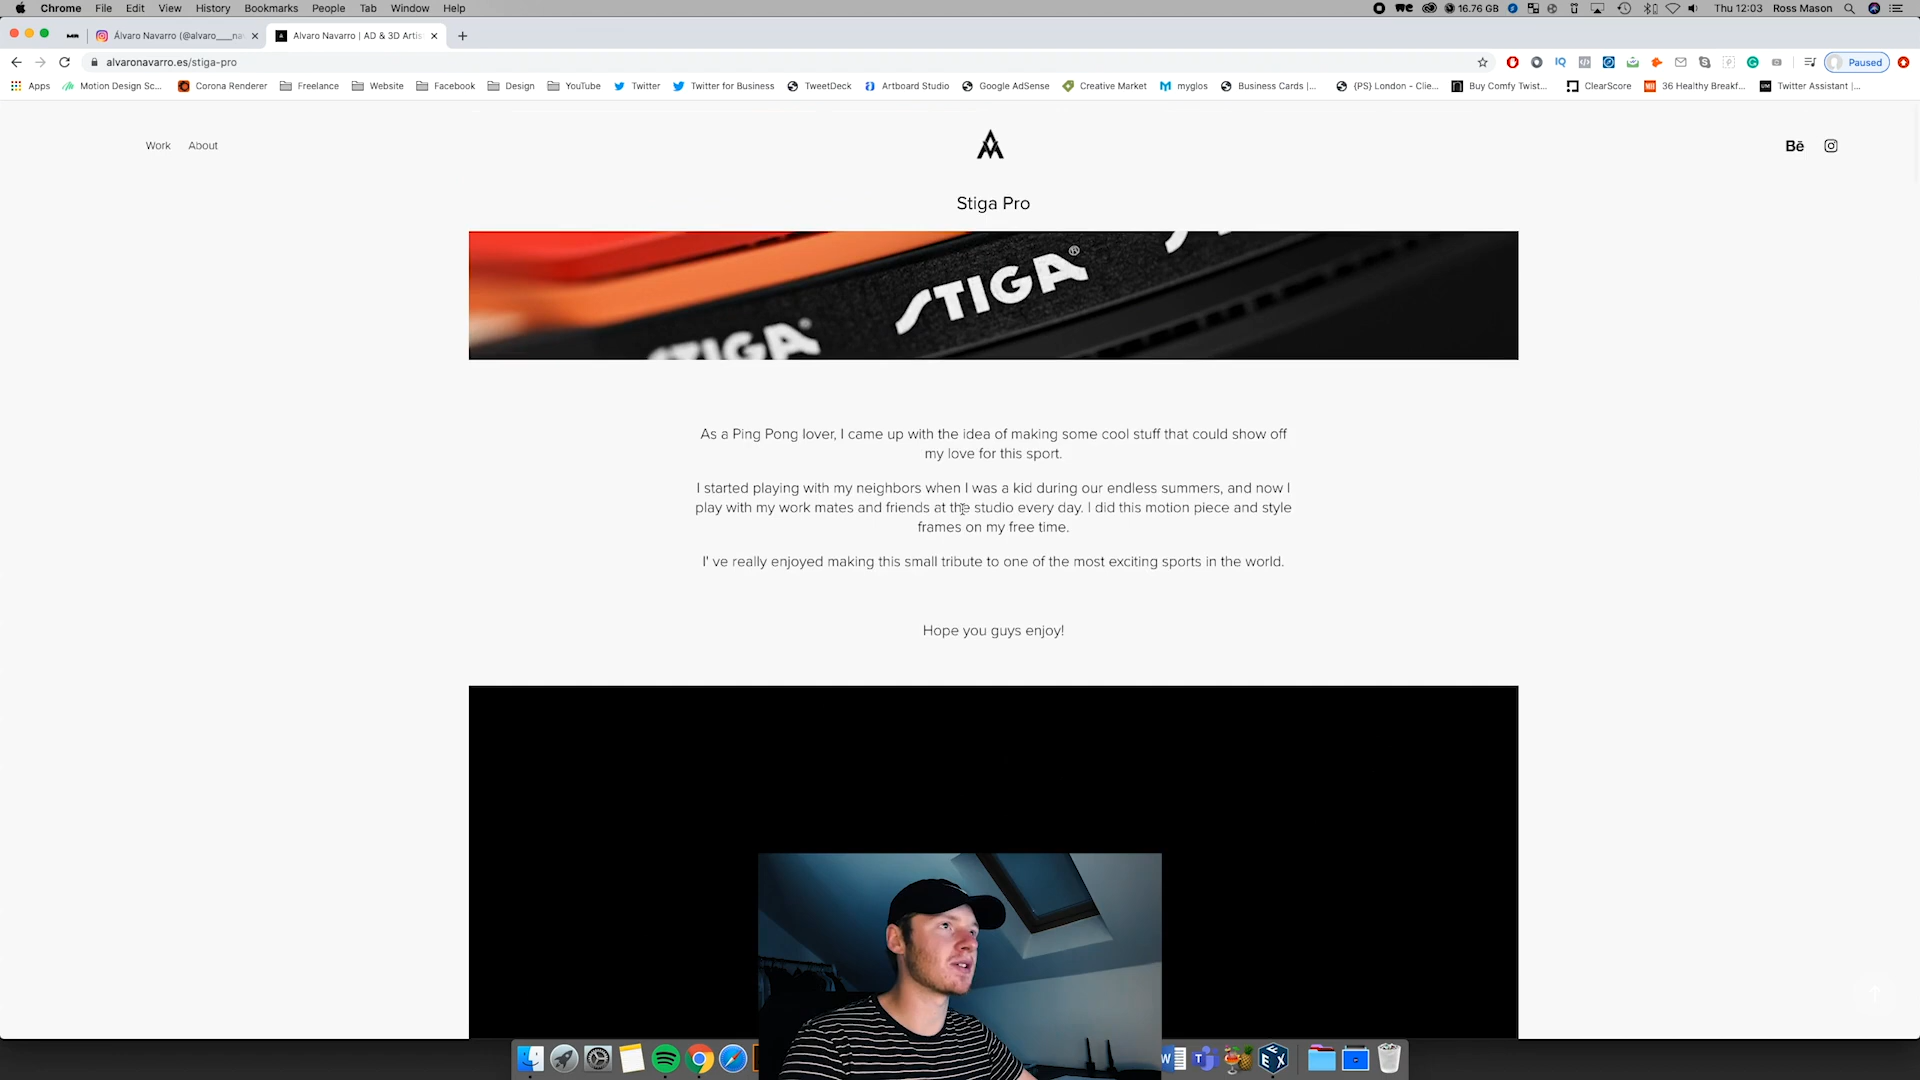 Chrome File Edit View History Bookmarks People Tab Window Help
16.76 GB Thu 12:03 Ross Mason
Álvaro Navarro (@alvaro___na
Alvaro Navarro | AD & 3D Artis
alvaronavarro.es/stiga-pro
Paused
Apps Motion Design Sc... Corona Renderer Freelance Website Facebook Design YouTube Twitter Twitter for Business TweetDeck Artboard Studio Google AdSense Creative Market myglos Business Cards |... {PS} London - Clie... Buy Comfy Twist... ClearScore 36 Healthy Breakf... Twitter Assistant |...
Work About
Bē
Stiga Pro
STIGA®
STIGA®
As a Ping Pong lover, I came up with the idea of making some cool stuff that could show off
my love for this sport.
I started playing with my neighbors when I was a kid during our endless summers, and now I
play with my work mates and friends at the studio every day. I did this motion piece and style
frames on my free time.
I' ve really enjoyed making this small tribute to one of the most exciting sports in the world.
Hope you guys enjoy!